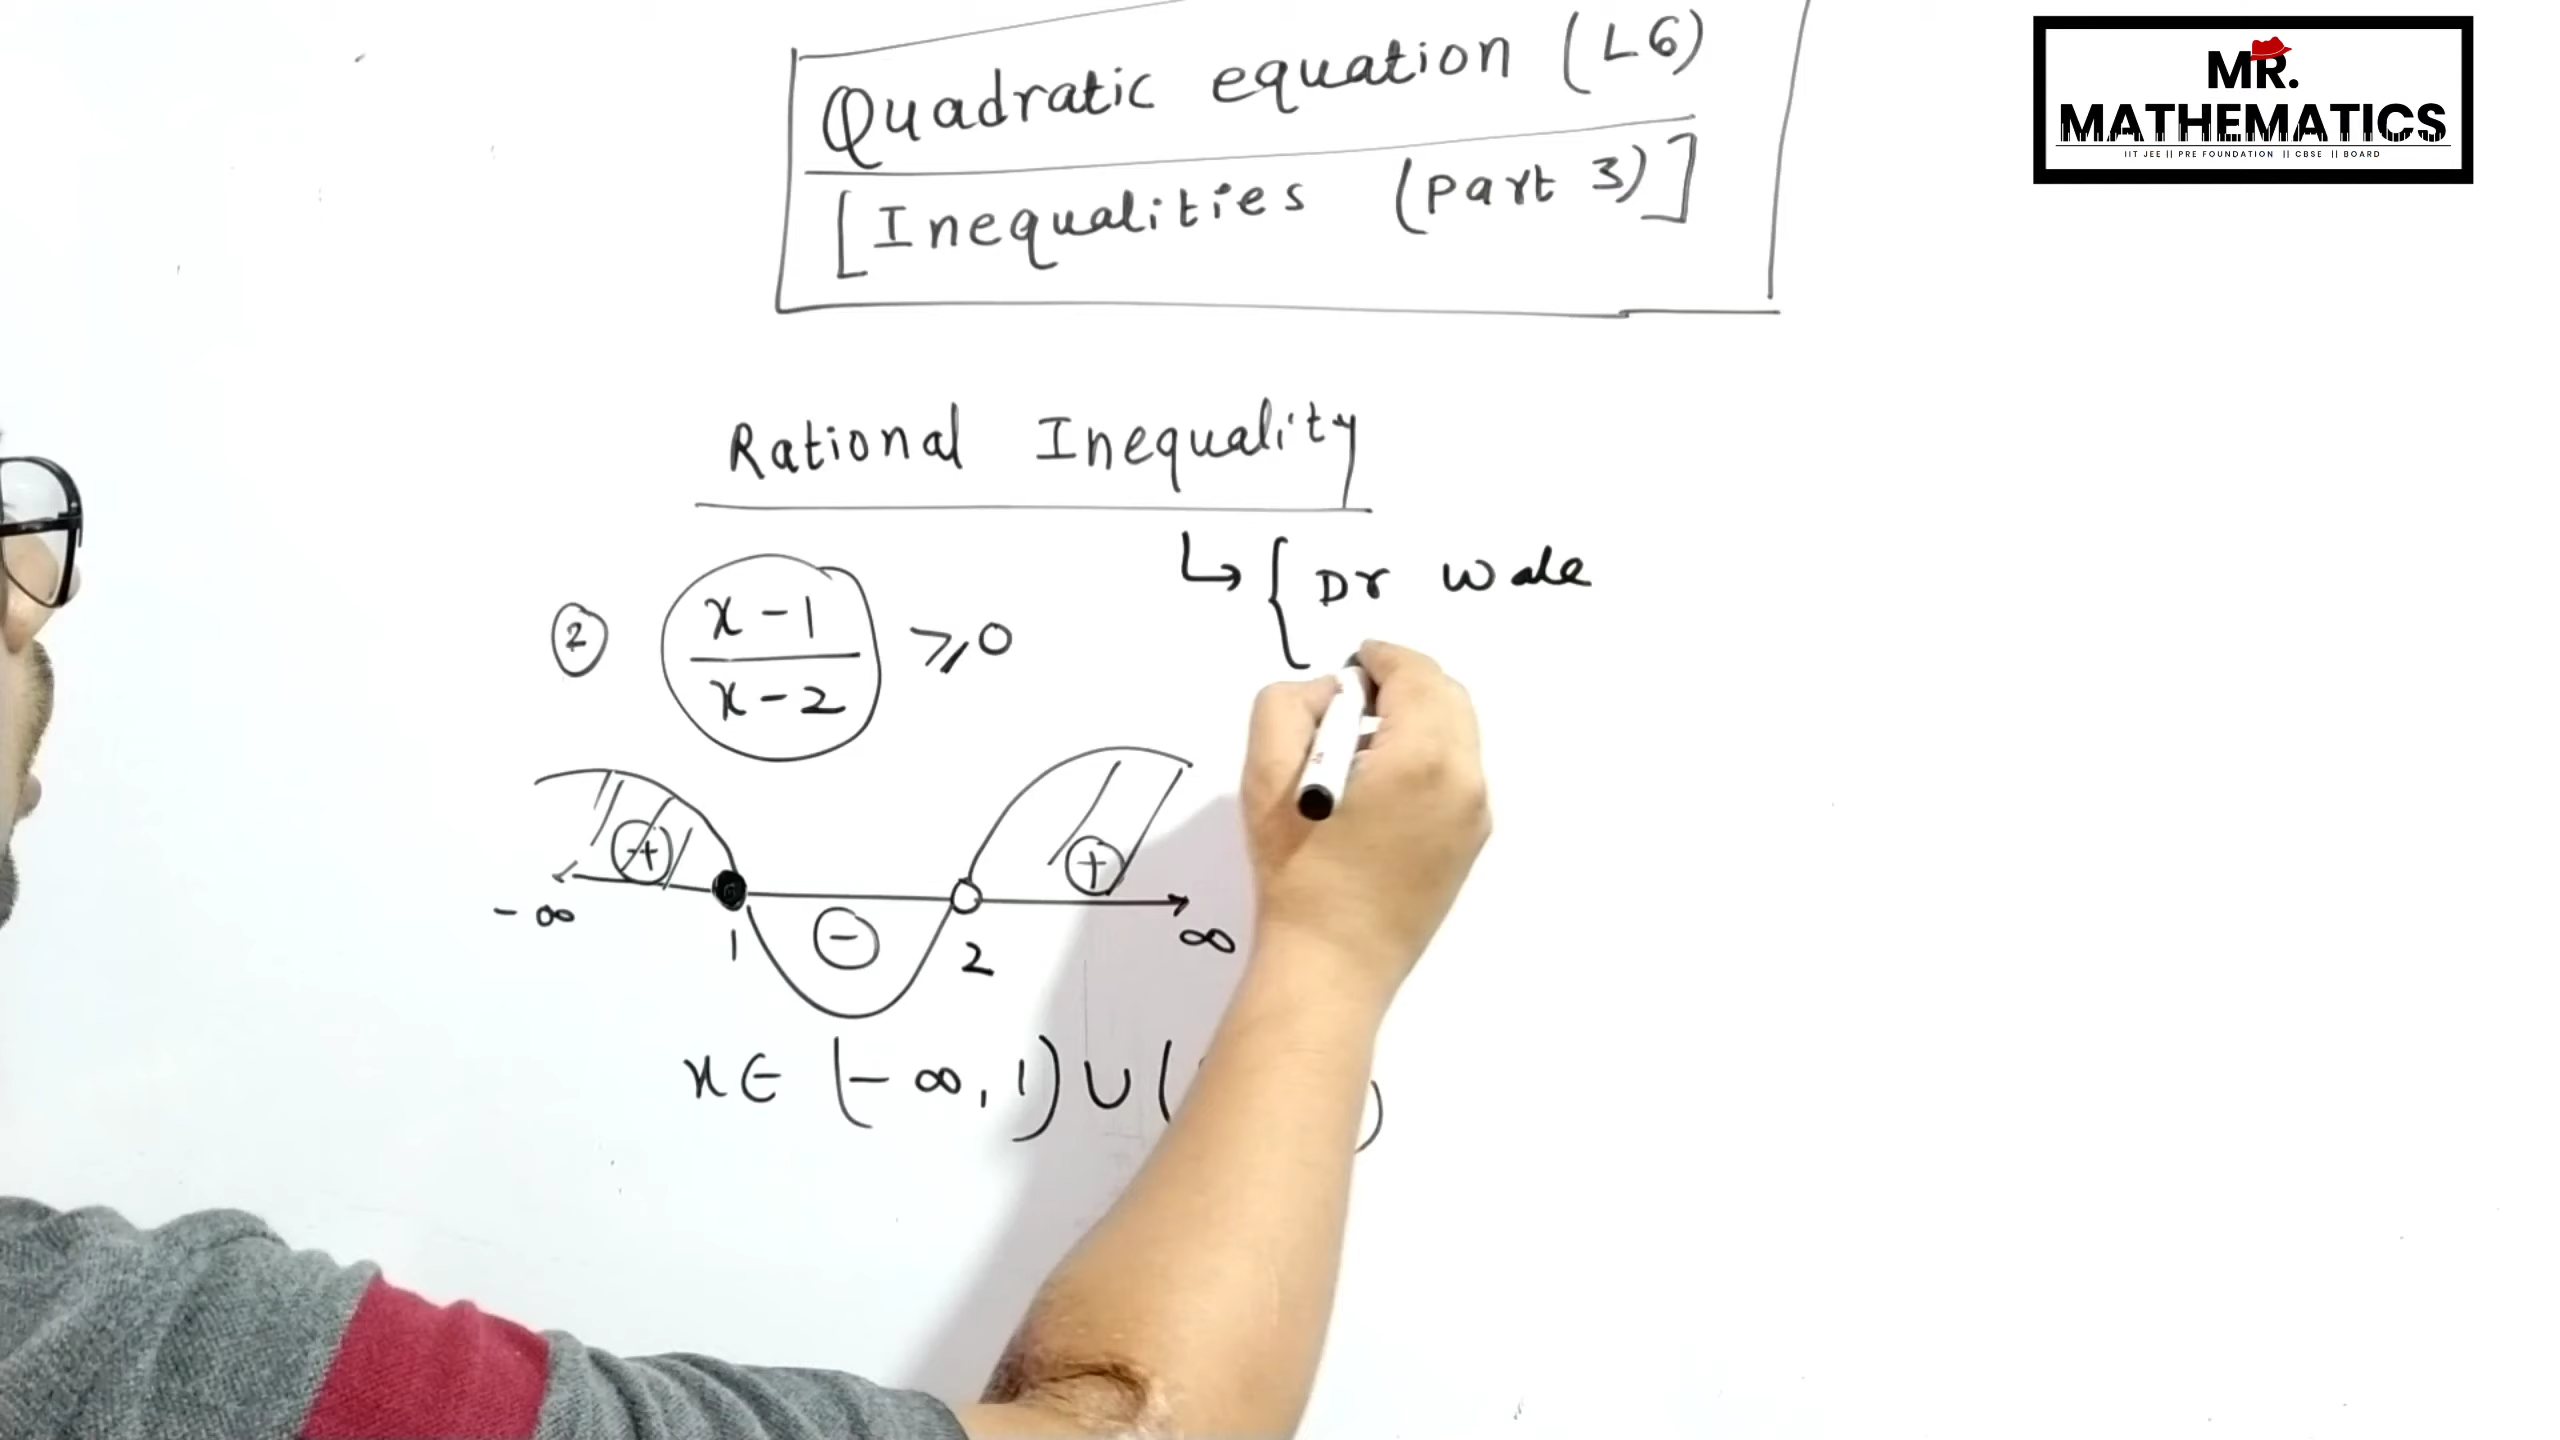 Quadratic equation (L6)
[Inequalities (part 3)]
MR.
MATHEMATICS
IIT JEE || PRE FOUNDATION || CBSE || BOARD
Rational Inequality
↳ { Dr wale
② x-1
x-2
≥0
+
+
-
-∞
1
2
∞
x∈ (-∞, 1) ∪ ( )